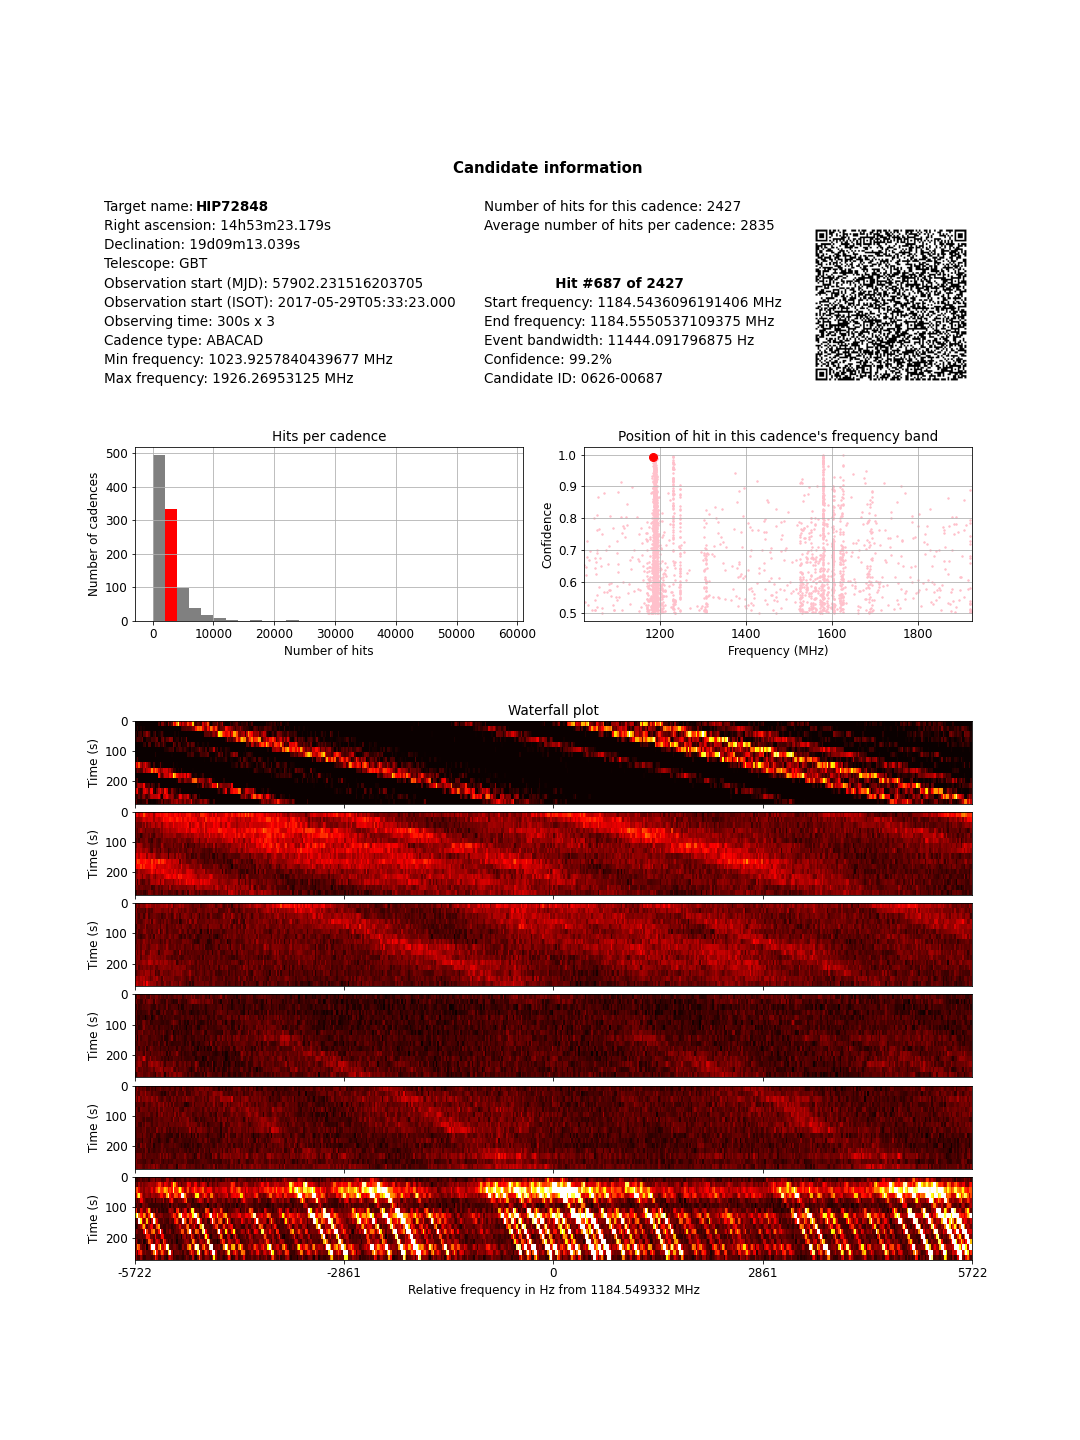 Candidate information
Target name: HIP72848
Right ascension: 14h53m23.179s
Declination: 19d09m13.039s
Telescope: GBT
Observation start (MJD): 57902.231516203705
Observation start (ISOT): 2017-05-29T05:33:23.000
Observing time: 300s x 3
Cadence type: ABACAD
Min frequency: 1023.9257840439677 MHz
Max frequency: 1926.26953125 MHz
Number of hits for this cadence: 2427
Average number of hits per cadence: 2835
Hit #687 of 2427
Start frequency: 1184.5436096191406 MHz
End frequency: 1184.5550537109375 MHz
Event bandwidth: 11444.091796875 Hz
Confidence: 99.2%
Candidate ID: 0626-00687
Hits per cadence
Number of cadences
500
400
300
200
100
0
0 10000 20000 30000 40000 50000 60000
Number of hits
Position of hit in this cadence's frequency band
Confidence
1.0
0.9
0.8
0.7
0.6
0.5
1200 1400 1600 1800
Frequency (MHz)
Waterfall plot
Time (s)
0
100
200
Time (s)
0
100
200
Time (s)
0
100
200
Time (s)
0
100
200
Time (s)
0
100
200
Time (s)
0
100
200
-5722 -2861 0 2861 5722
Relative frequency in Hz from 1184.549332 MHz